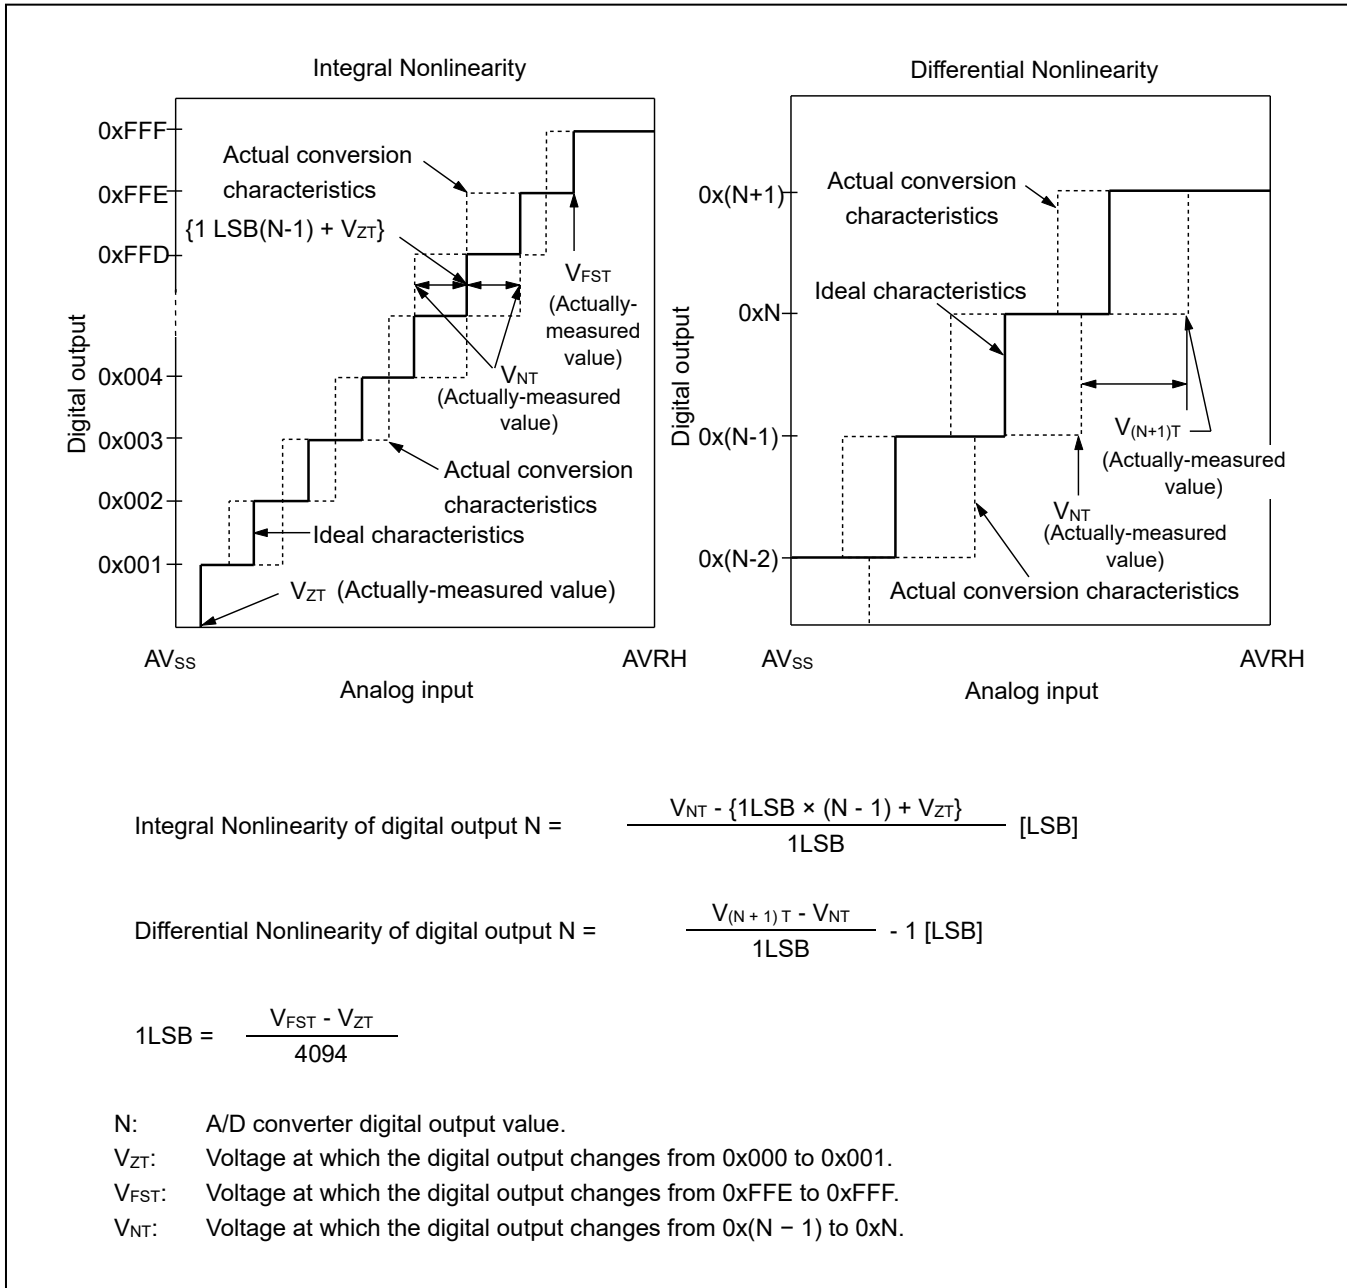 Integral Nonlinearity
0xFFF
0xFFE
0xFFD
0x004
0x003
0x002
0x001
Digital output
Actual conversion
characteristics
{1 LSB(N-1) + VZT}
VFST
(Actually-
measured
value)
VNT
(Actually-measured
value)
Actual conversion
characteristics
Ideal characteristics
VZT (Actually-measured value)
AVSS
AVRH
Analog input
Differential Nonlinearity
0x(N+1)
0xN
0x(N-1)
0x(N-2)
Digital output
Actual conversion
characteristics
Ideal characteristics
V(N+1)T
(Actually-measured
value)
VNT
(Actually-measured
value)
Actual conversion characteristics
AVSS
AVRH
Analog input
Integral Nonlinearity of digital output N =
VNT - {1LSB × (N - 1) + VZT}
1LSB
[LSB]
Differential Nonlinearity of digital output N =
V(N + 1) T - VNT
1LSB
- 1 [LSB]
1LSB =
VFST - VZT
4094
N: A/D converter digital output value.
VZT: Voltage at which the digital output changes from 0x000 to 0x001.
VFST: Voltage at which the digital output changes from 0xFFE to 0xFFF.
VNT: Voltage at which the digital output changes from 0x(N − 1) to 0xN.